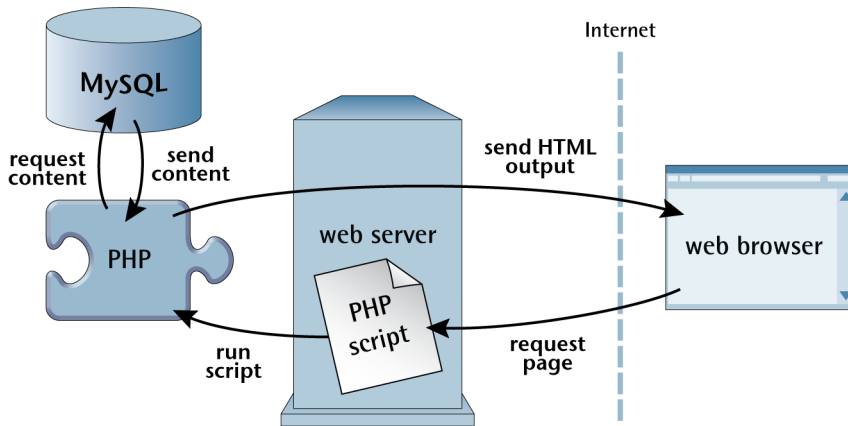 Internet
MySQL
request
content
send
content
send HTML
output
PHP
web server
web browser
PHP
script
run
script
request
page